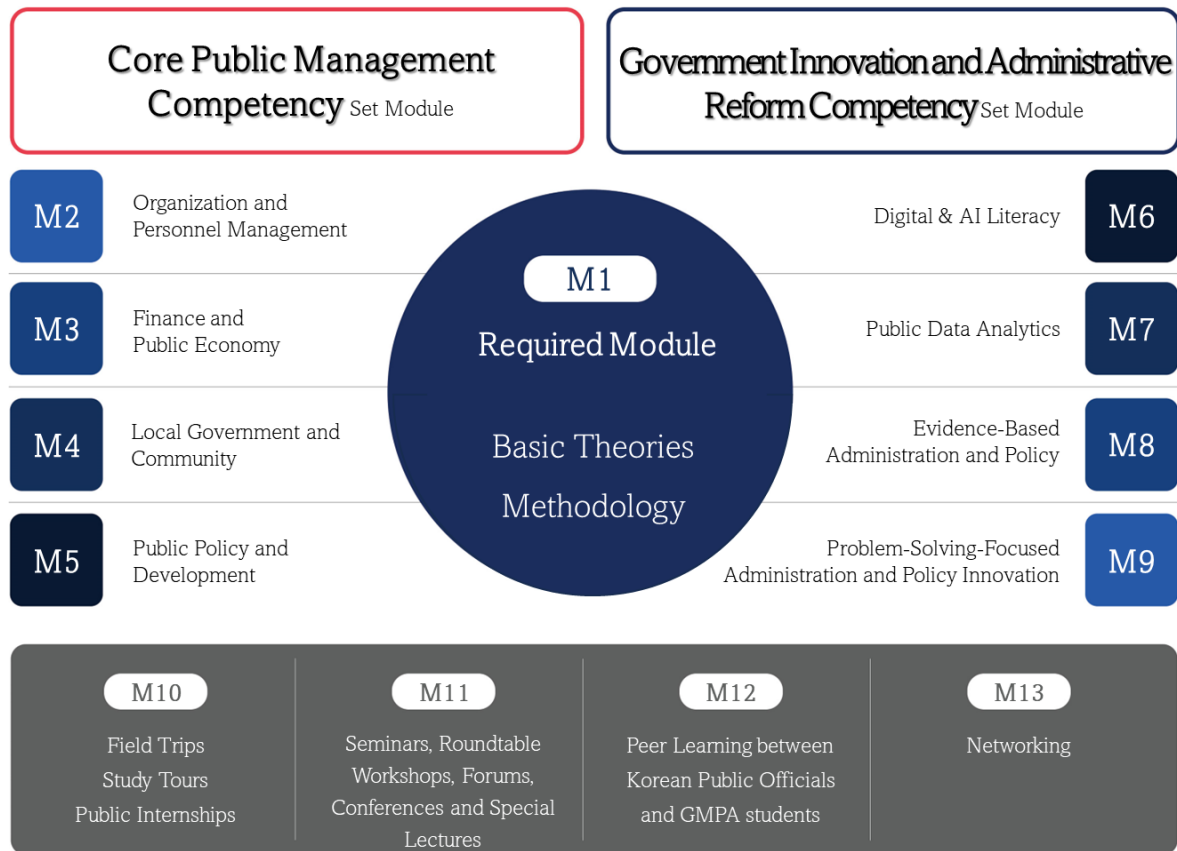 Core Public Management
Competency Set Module
Government Innovation and Administrative
Reform Competency Set Module
M2
Organization and
Personnel Management
M3
Finance and
Public Economy
M4
Local Government and
Community
M5
Public Policy and
Development
M1
Required Module
Basic Theories
Methodology
Digital & AI Literacy
M6
Public Data Analytics
M7
Evidence-Based
Administration and Policy
M8
Problem-Solving-Focused
Administration and Policy Innovation
M9
M10
Field Trips
Study Tours
Public Internships
M11
Seminars, Roundtable
Workshops, Forums,
Conferences and Special
Lectures
M12
Peer Learning between
Korean Public Officials
and GMPA students
M13
Networking